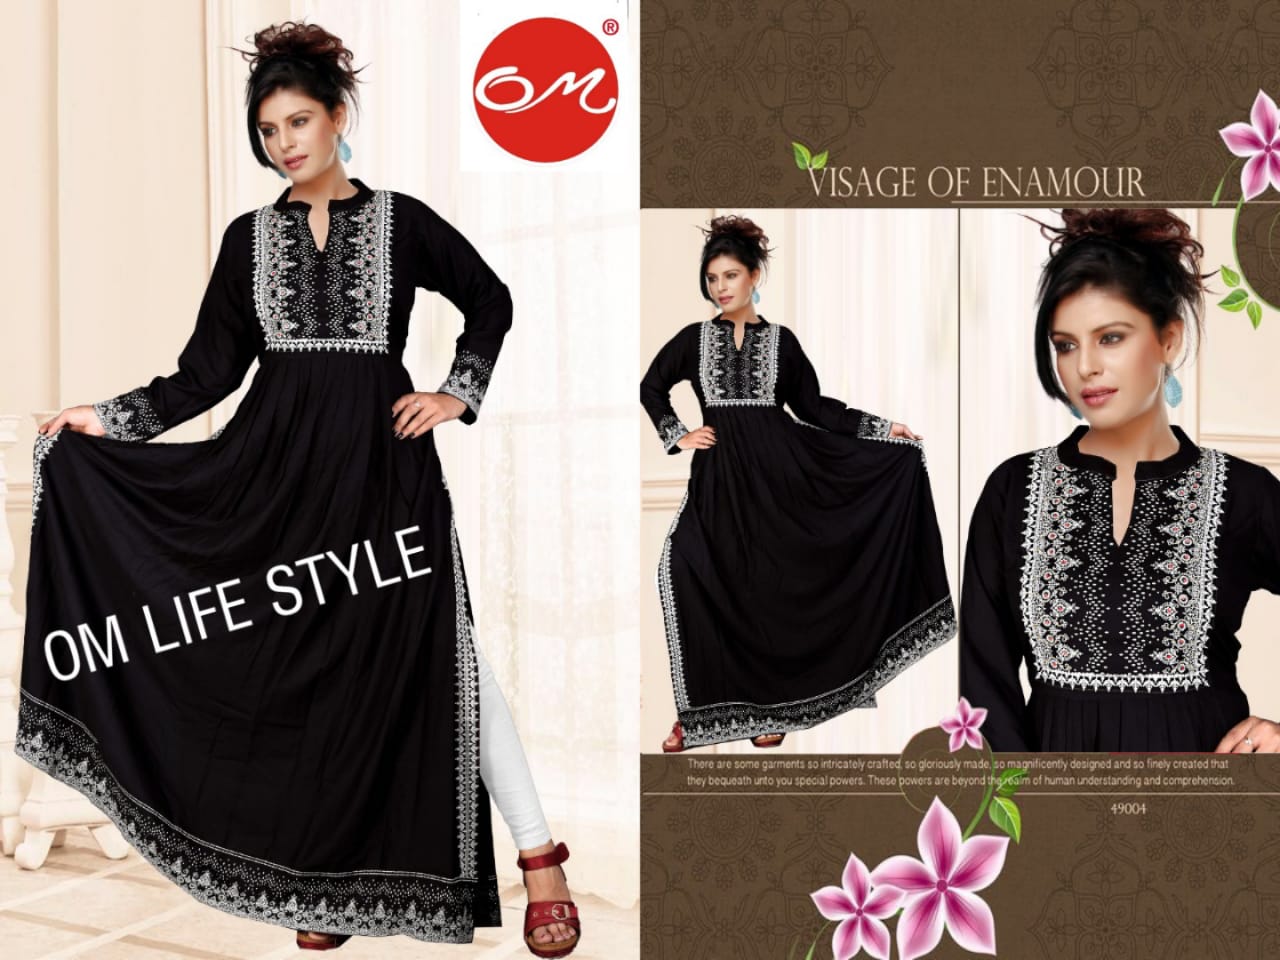 OM
®
OM LIFE STYLE
VISAGE OF ENAMOUR
There are some garments so intricately crafted, so gloriously made, so magnificently designed and so finely created that
they bequeath unto you special powers. These powers are beyond the realm of human understanding and comprehension.
49004